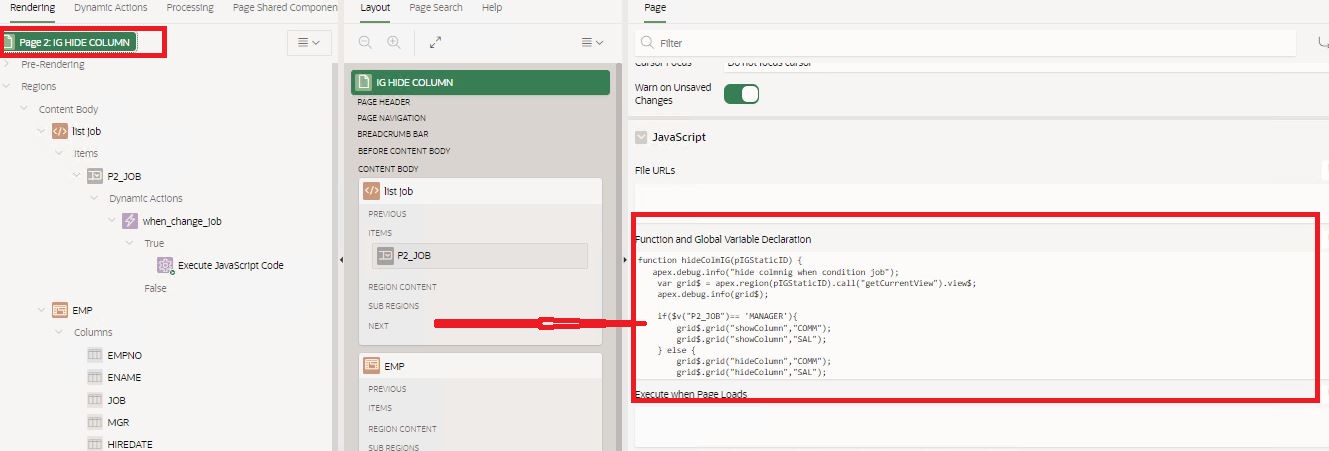 Rendering
Dynamic Actions
Processing
Page Shared Componen
Page 2: IG HIDE COLUMN
Pre-Rendering
Regions
Content Body
list job
Items
P2_JOB
Dynamic Actions
when_change_job
True
Execute JavaScript Code
False
EMP
Columns
EMPNO
ENAME
JOB
MGR
HIREDATE
Layout
Page Search
Help
IG HIDE COLUMN
PAGE HEADER
PAGE NAVIGATION
BREADCRUMB BAR
BEFORE CONTENT BODY
CONTENT BODY
list job
PREVIOUS
ITEMS
P2_JOB
REGION CONTENT
SUB REGIONS
NEXT
EMP
PREVIOUS
ITEMS
REGION CONTENT
SUB REGIONS
Page
Filter
Cursor Focus
Do not focus cursor
Warn on Unsaved
Changes
JavaScript
File URLs
Function and Global Variable Declaration
function hideColmIG(pIGStaticID) {
apex.debug.info("hide colmnig when condition job");
var grid$ = apex.region(pIGStaticID).call("getCurrentView").view$;
apex.debug.info(grid$);
if($v("P2_JOB")== 'MANAGER'){
grid$.grid("showColumn","COMM");
grid$.grid("showColumn","SAL");
} else {
grid$.grid("hideColumn","COMM");
grid$.grid("hideColumn","SAL");
Execute when Page Loads